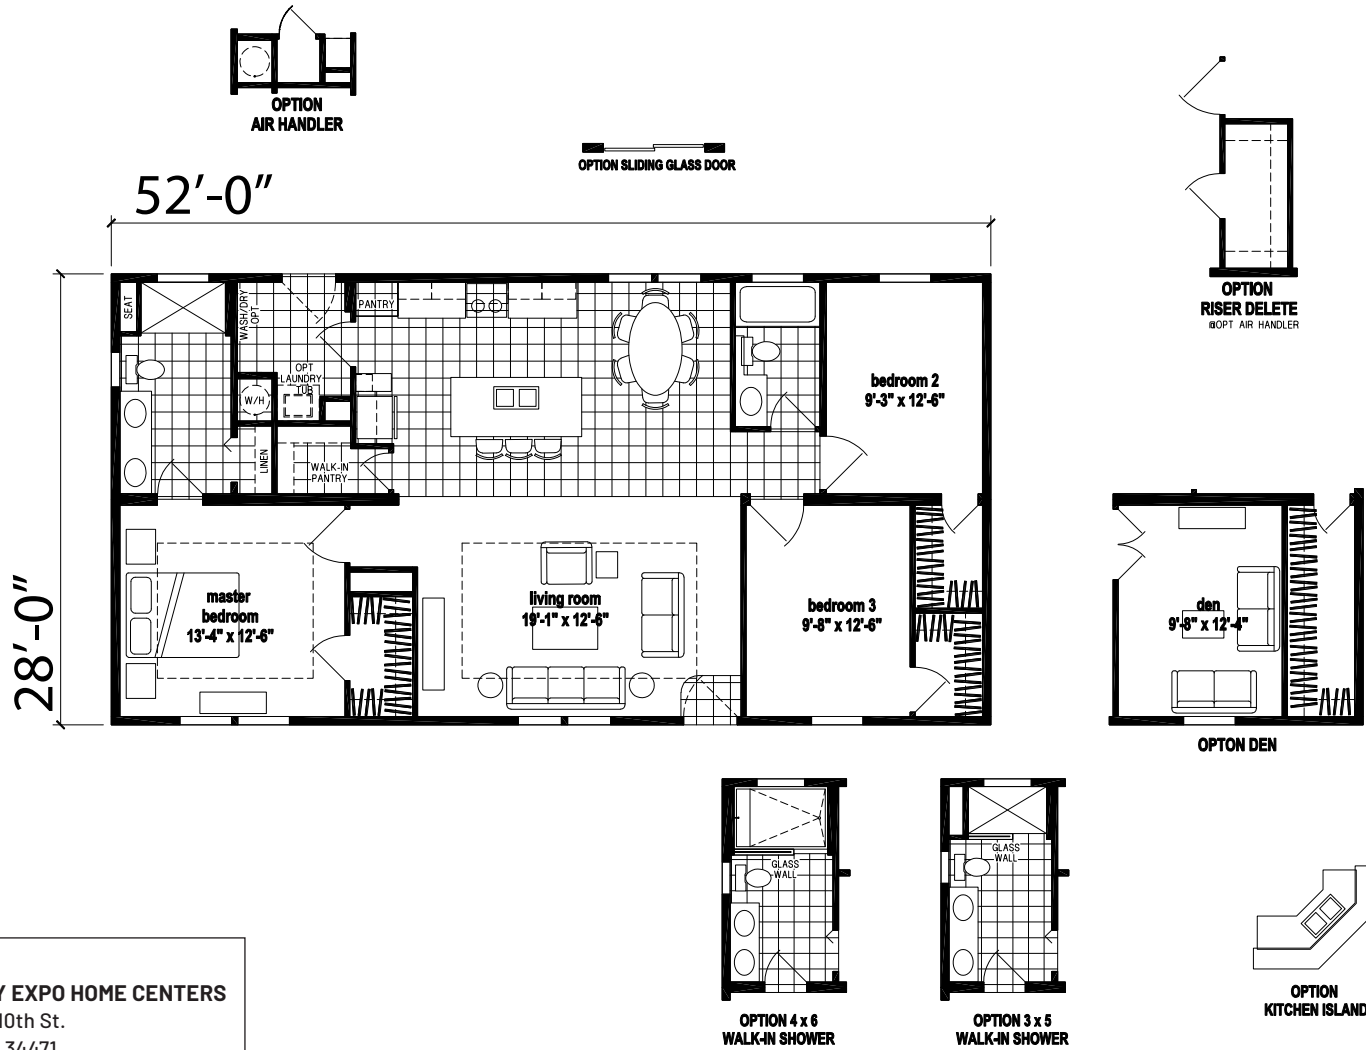 OPTION
AIR HANDLER
OPTION SLIDING GLASS DOOR
52'-0"
28'-0"
SEAT
WASH/DRY
OPT
PANTRY
OPT
LAUNDRY
TUB
W/H
LINEN
WALK-IN
PANTRY
bedroom 2
9'-3" x 12'-6"
master
bedroom
13'-4" x 12'-6"
living room
19'-1" x 12'-6"
bedroom 3
9'-8" x 12'-6"
OPTION
RISER DELETE
@OPT AIR HANDLER
den
9'-8" x 12'-4"
OPTON DEN
GLASS
WALL
OPTION 4 x 6
WALK-IN SHOWER
GLASS
WALL
OPTION 3 x 5
WALK-IN SHOWER
OPTION
KITCHEN ISLAND
Y EXPO HOME CENTERS
10th St.
34471